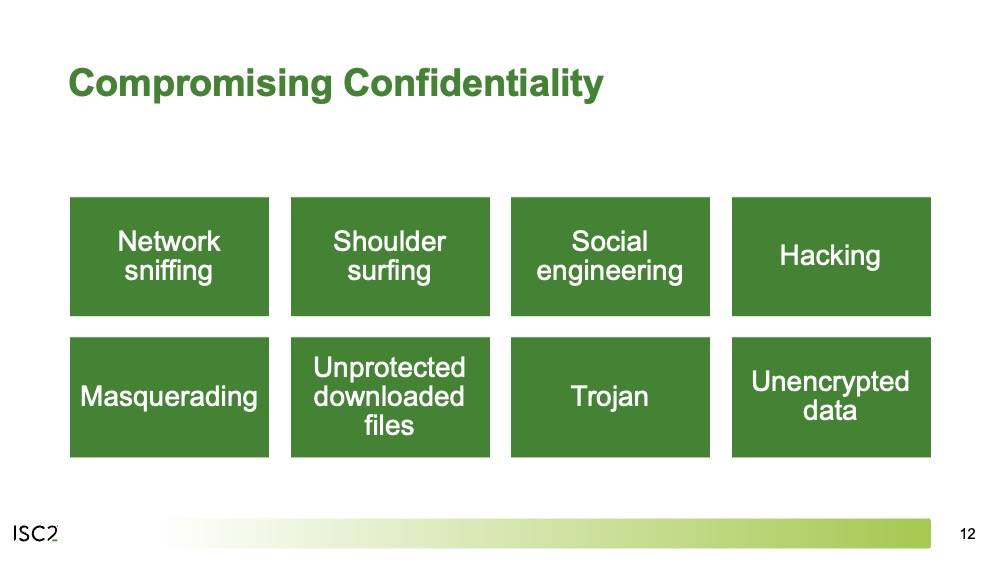 Compromising Confidentiality
Network
sniffing
Shoulder
surfing
Social
engineering
Hacking
Masquerading
Unprotected
downloaded
files
Trojan
Unencrypted
data
ISC2
12